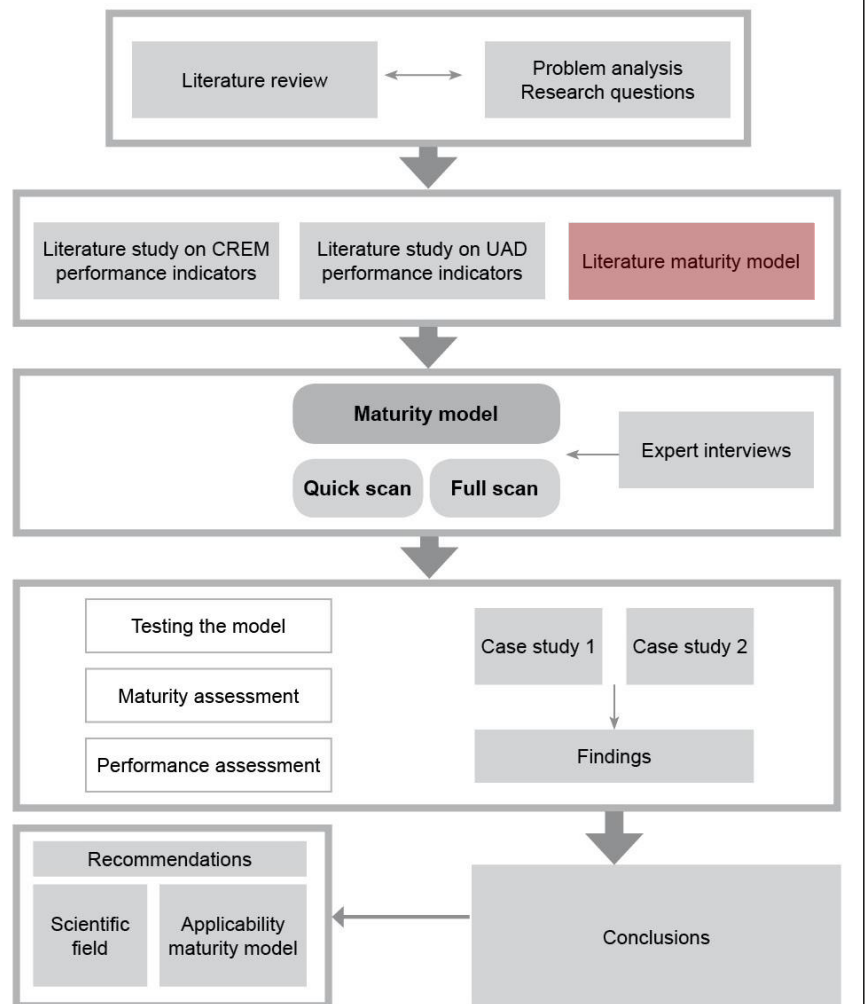 Literature review
Problem analysis
Research questions
Literature study on CREM
performance indicators
Literature study on UAD
performance indicators
Literature maturity model
Maturity model
Quick scan
Full scan
Expert interviews
Testing the model
Maturity assessment
Performance assessment
Case study 1
Case study 2
Findings
Recommendations
Scientific
field
Applicability
maturity model
Conclusions